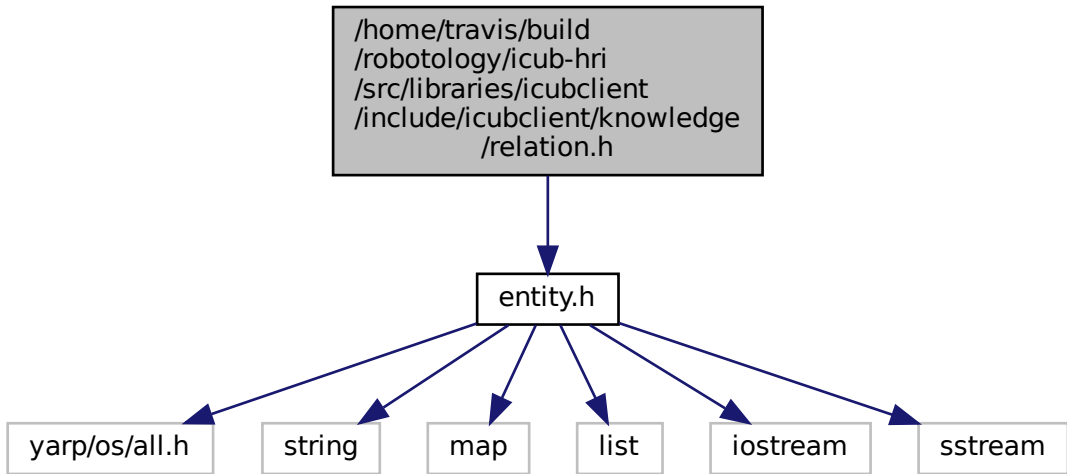 /home/travis/build
/robotology/icub-hri
/src/libraries/icubclient
/include/icubclient/knowledge
/relation.h
entity.h
yarp/os/all.h
string
map
list
iostream
sstream